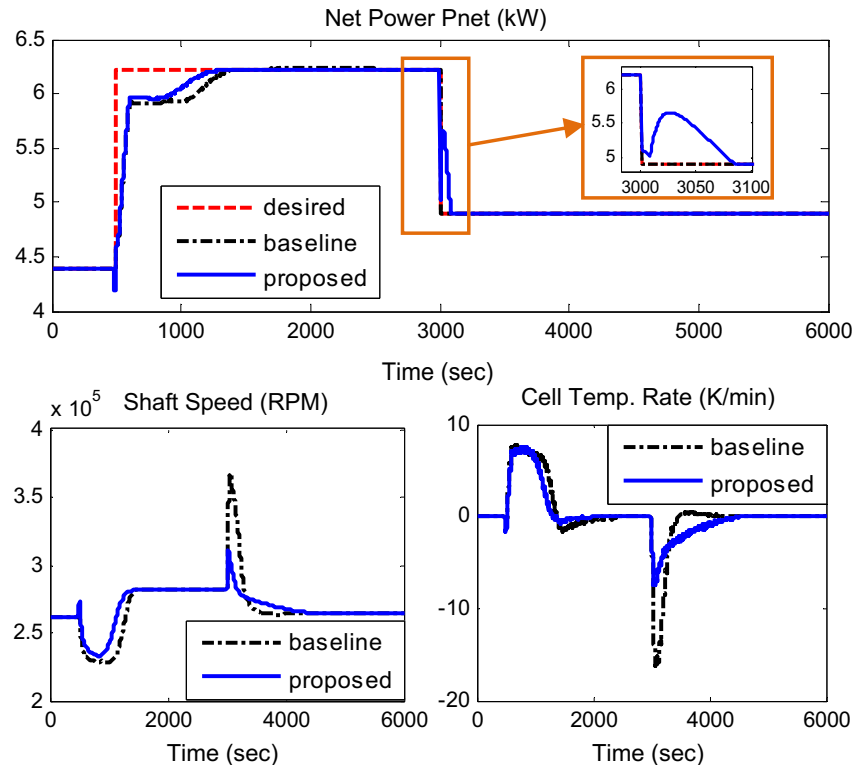 Net Power Pnet (kW)
6.5
6
5.5
5
4.5
4
desired
baseline
proposed
6
5.5
5
3000
3050
3100
0
1000
2000
3000
4000
5000
6000
Time (sec)
x 10^5
Shaft Speed (RPM)
4
3.5
3
2.5
2
baseline
proposed
0
2000
4000
6000
Time (sec)
Cell Temp. Rate (K/min)
10
0
-10
-20
baseline
proposed
0
2000
4000
6000
Time (sec)